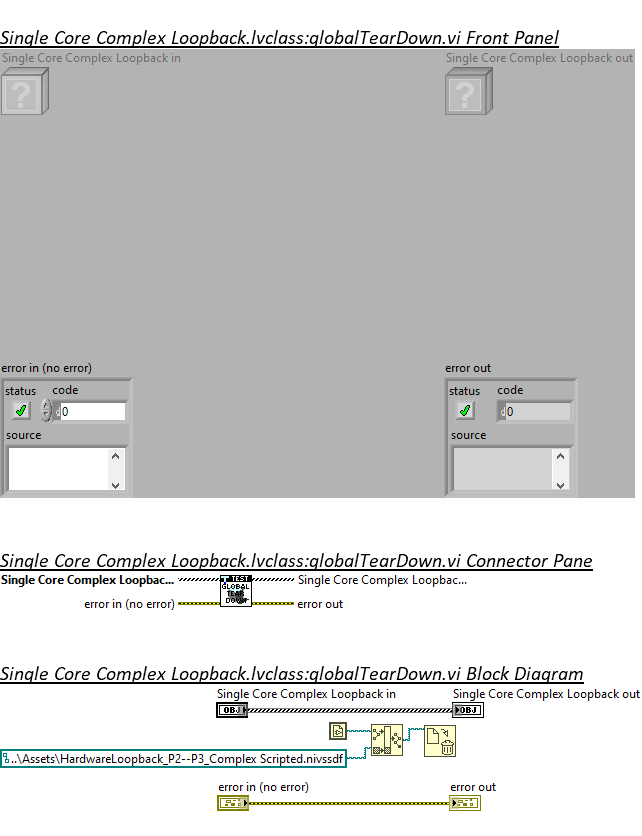 Single Core Complex Loopback.lvclass:globalTearDown.vi Front Panel
Single Core Complex Loopback in
Single Core Complex Loopback out
?
?
error in (no error)
error out
status
code
status
code
d
0
d
0
source
source
Single Core Complex Loopback.lvclass:globalTearDown.vi Connector Pane
Single Core Complex Loopbac...
Single Core Complex Loopbac...
TEST
GLOBAL
TEAR
DOWN
error in (no error)
error out
Single Core Complex Loopback.lvclass:globalTearDown.vi Block Diagram
Single Core Complex Loopback in
Single Core Complex Loopback out
OBJ
OBJ
..\Assets\HardwareLoopback_P2--P3_Complex Scripted.nivssdf
error in (no error)
error out